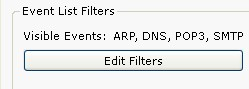 Event List Filters
Visible Events: ARP, DNS, POP3, SMTP
Edit Filters